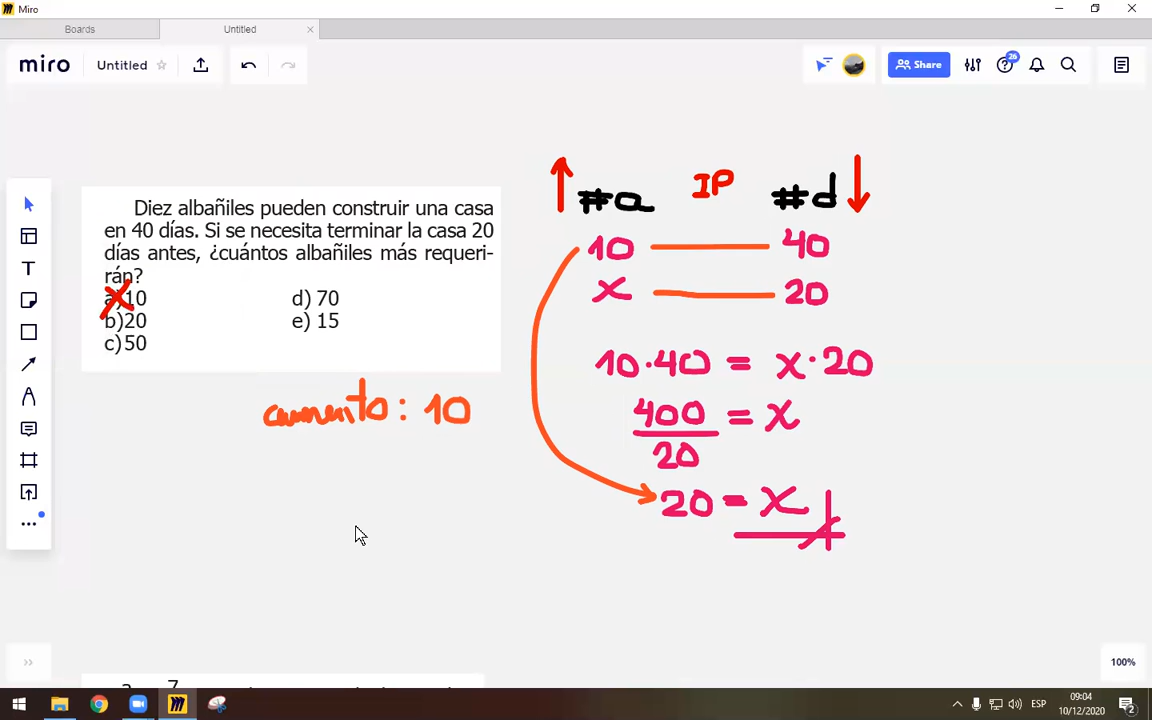 Miro
Boards
Untitled
miro
Untitled
Share
26
Diez albañiles pueden construir una casa
en 40 días. Si se necesita terminar la casa 20
días antes, ¿cuántos albañiles más requeri-
rán?
a)10
d) 70
b)20
e) 15
c)50
aumento: 10
#a IP #d
10 40
x 20
10·40 = x·20
400
20
= x
20 = x
100%
09:04
ESP
10/12/2020
2